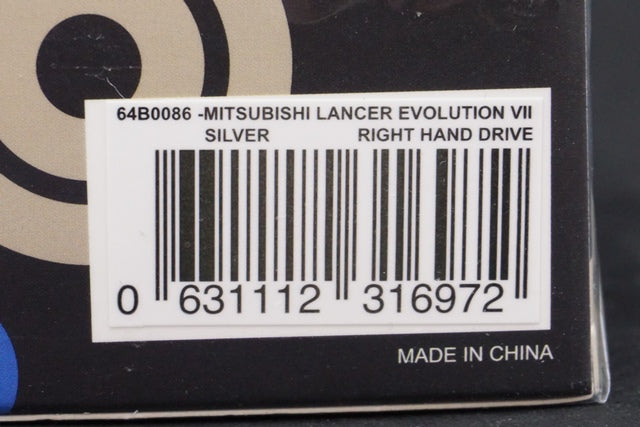 64B0086 -MITSUBISHI LANCER EVOLUTION VII
SILVER RIGHT HAND DRIVE
0 631112 316972
MADE IN CHINA